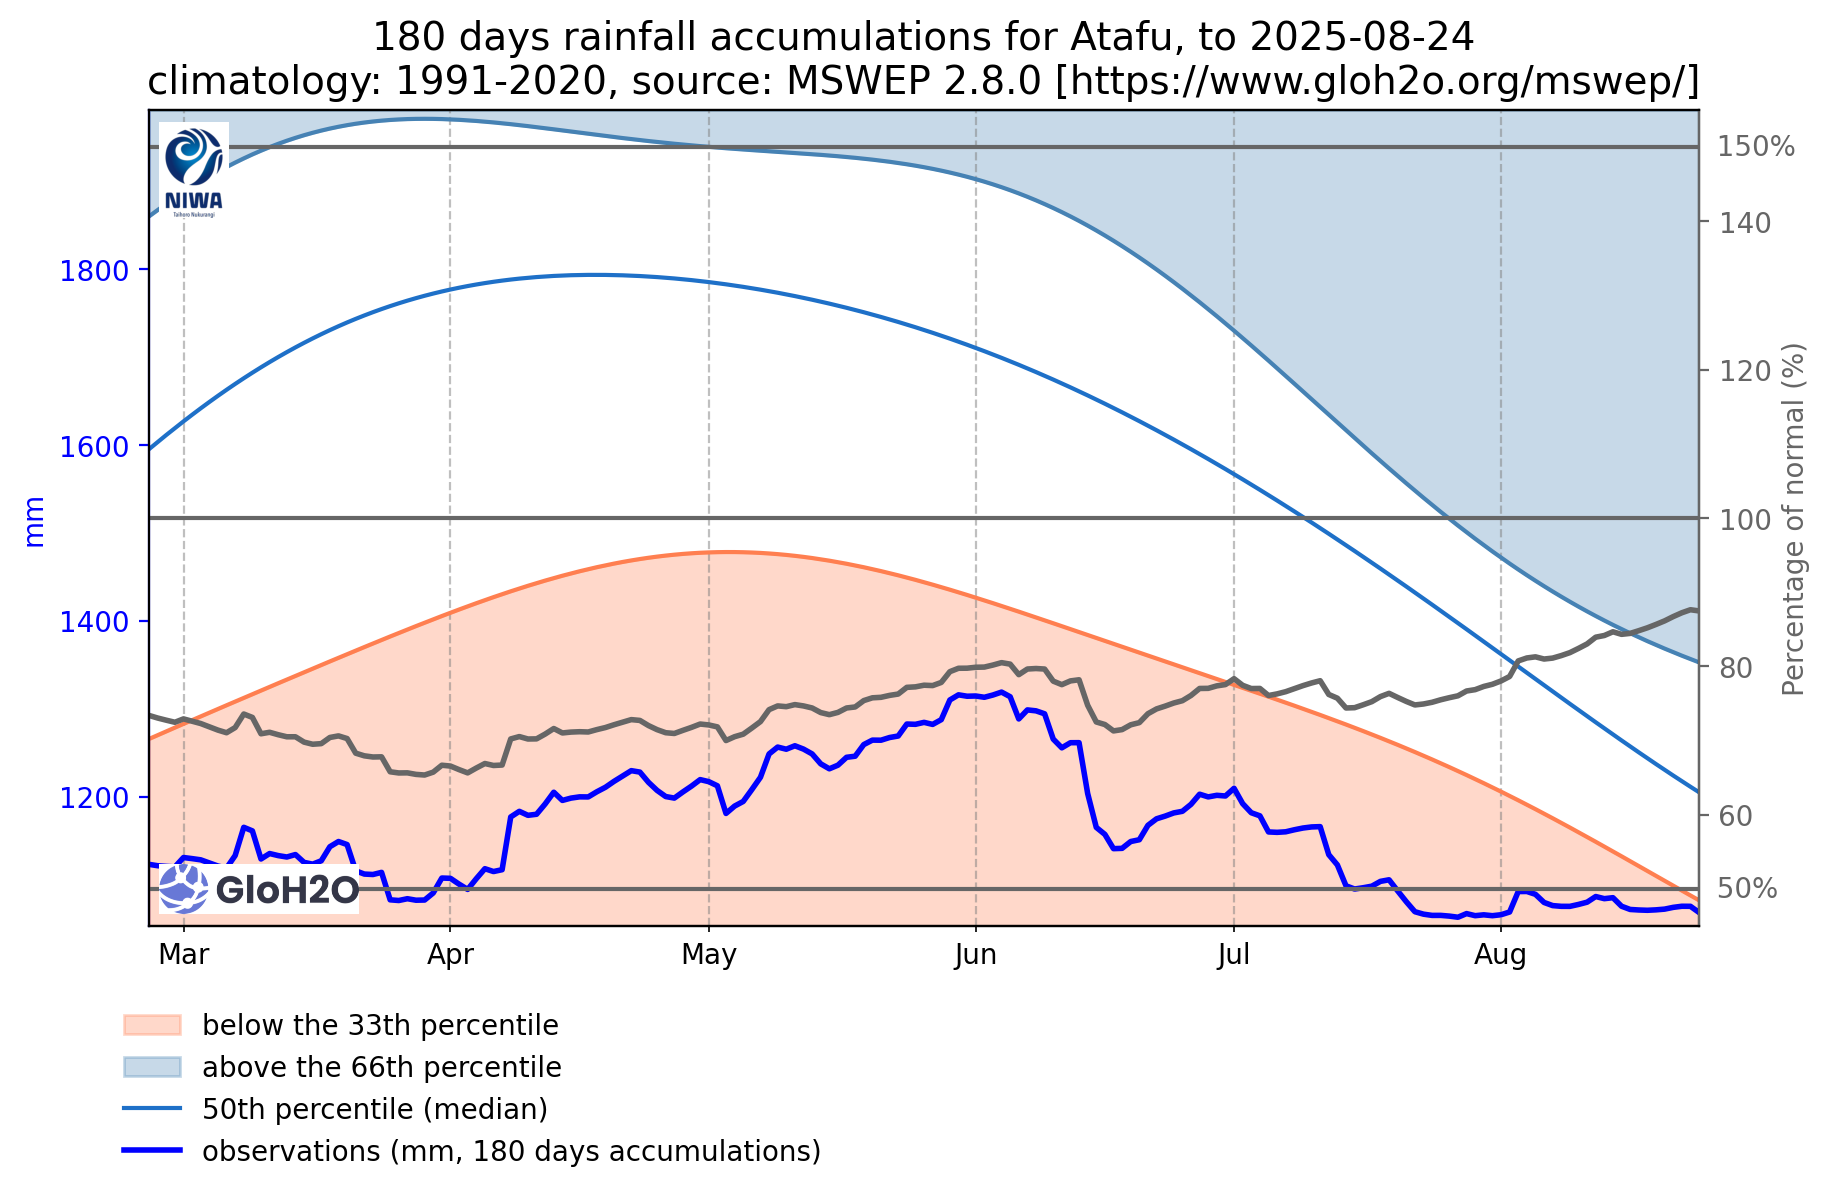 180 days rainfall accumulations for Atafu, to 2025-08-24
climatology: 1991-2020, source: MSWEP 2.8.0 [https://www.gloh2o.org/mswep/]
NIWA
Taihoro Nukurangi
1800
1600
1400
1200
mm
150%
140
120
100
80
60
50%
Percentage of normal (%)
GloH2O
Mar Apr May Jun Jul Aug
below the 33th percentile
above the 66th percentile
50th percentile (median)
observations (mm, 180 days accumulations)